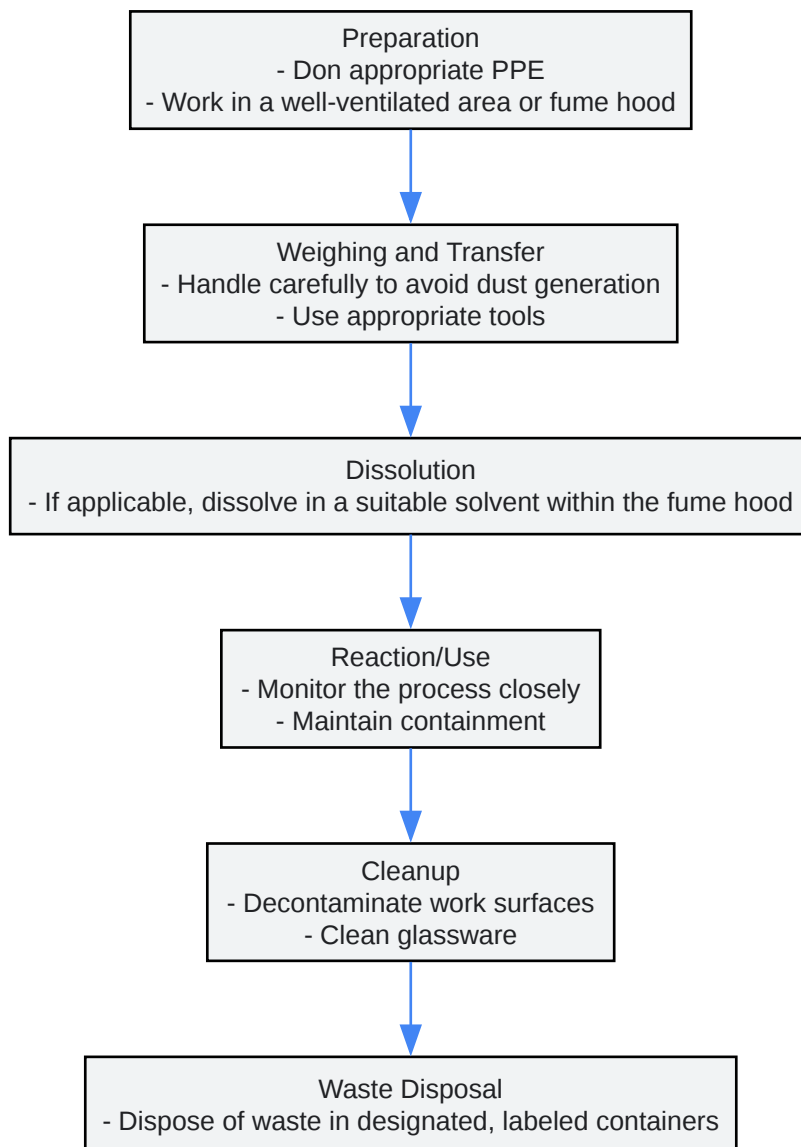 Preparation
- Don appropriate PPE
- Work in a well-ventilated area or fume hood
Weighing and Transfer
- Handle carefully to avoid dust generation
- Use appropriate tools
Dissolution
- If applicable, dissolve in a suitable solvent within the fume hood
Reaction/Use
- Monitor the process closely
- Maintain containment
Cleanup
- Decontaminate work surfaces
- Clean glassware
Waste Disposal
- Dispose of waste in designated, labeled containers